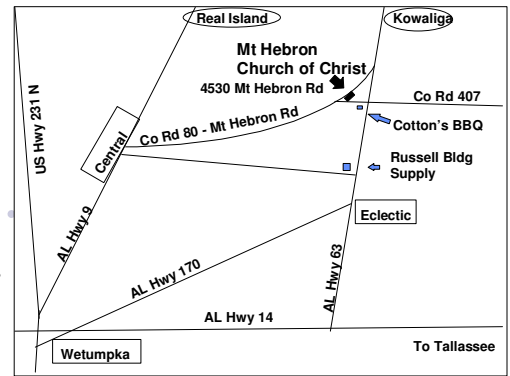 Real Island
Kowaliga
Mt Hebron
Church of Christ
4530 Mt Hebron Rd
Co Rd 407
US Hwy 231 N
Central
Co Rd 80 - Mt Hebron Rd
Cotton's BBQ
Russell Bldg
Supply
Eclectic
AL Hwy 9
AL Hwy 170
AL Hwy 63
AL Hwy 14
Wetumpka
To Tallassee